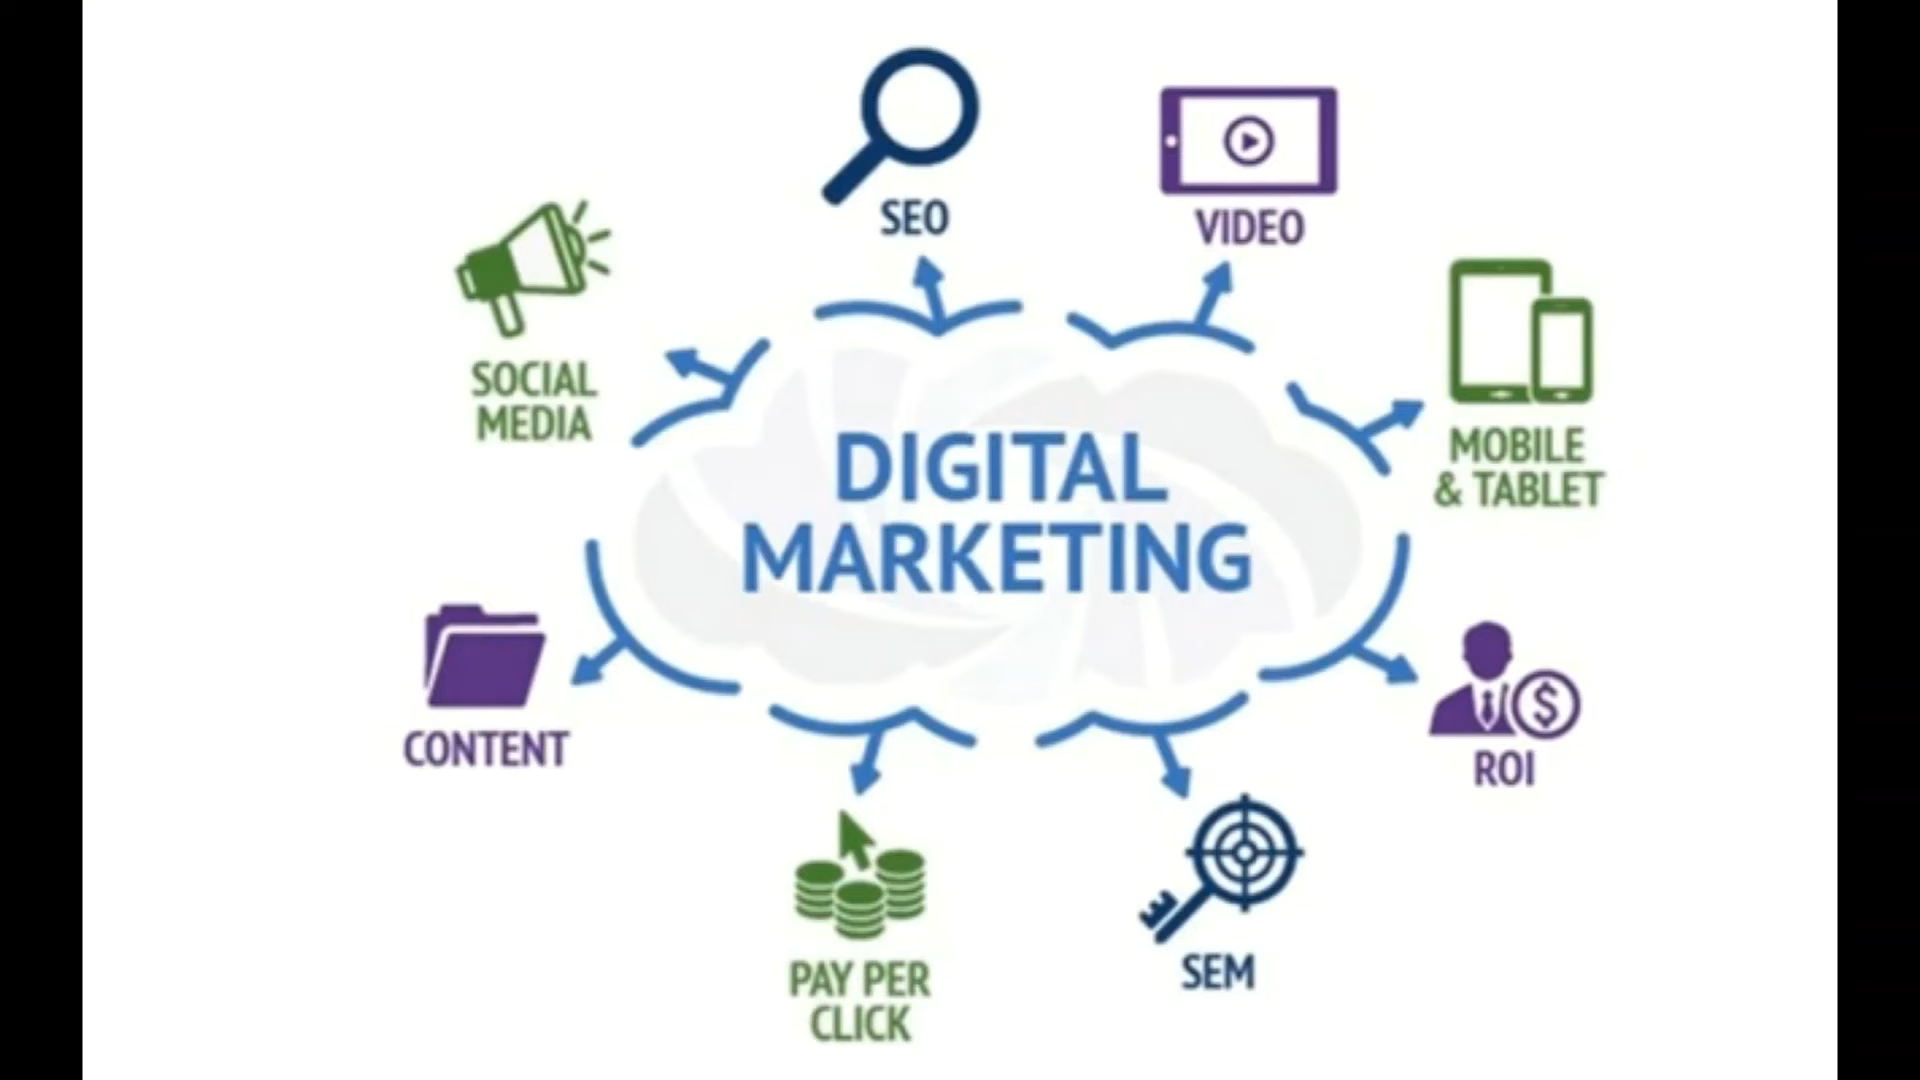 SEO
VIDEO
SOCIAL
MEDIA
MOBILE
& TABLET
DIGITAL
MARKETING
CONTENT
$
ROI
PAY PER
CLICK
SEM